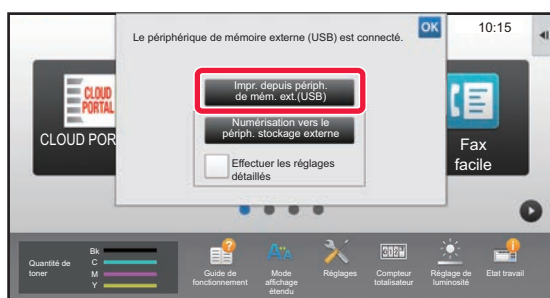 Le périphérique de mémoire externe (USB) est connecté.
OK
10:15
Impr. depuis périph.
de mém. ext.(USB)
Numérisation vers le
périph. stockage externe
Effectuer les réglages
détaillés
CLOUD
PORTAL
CLOUD POR
Fax
facile
Quantité de
toner
Bk
C
M
Y
Guide de
fonctionnement
Mode
affichage
étendu
Réglages
Compteur
totalisateur
Réglage de
luminosité
Etat travail